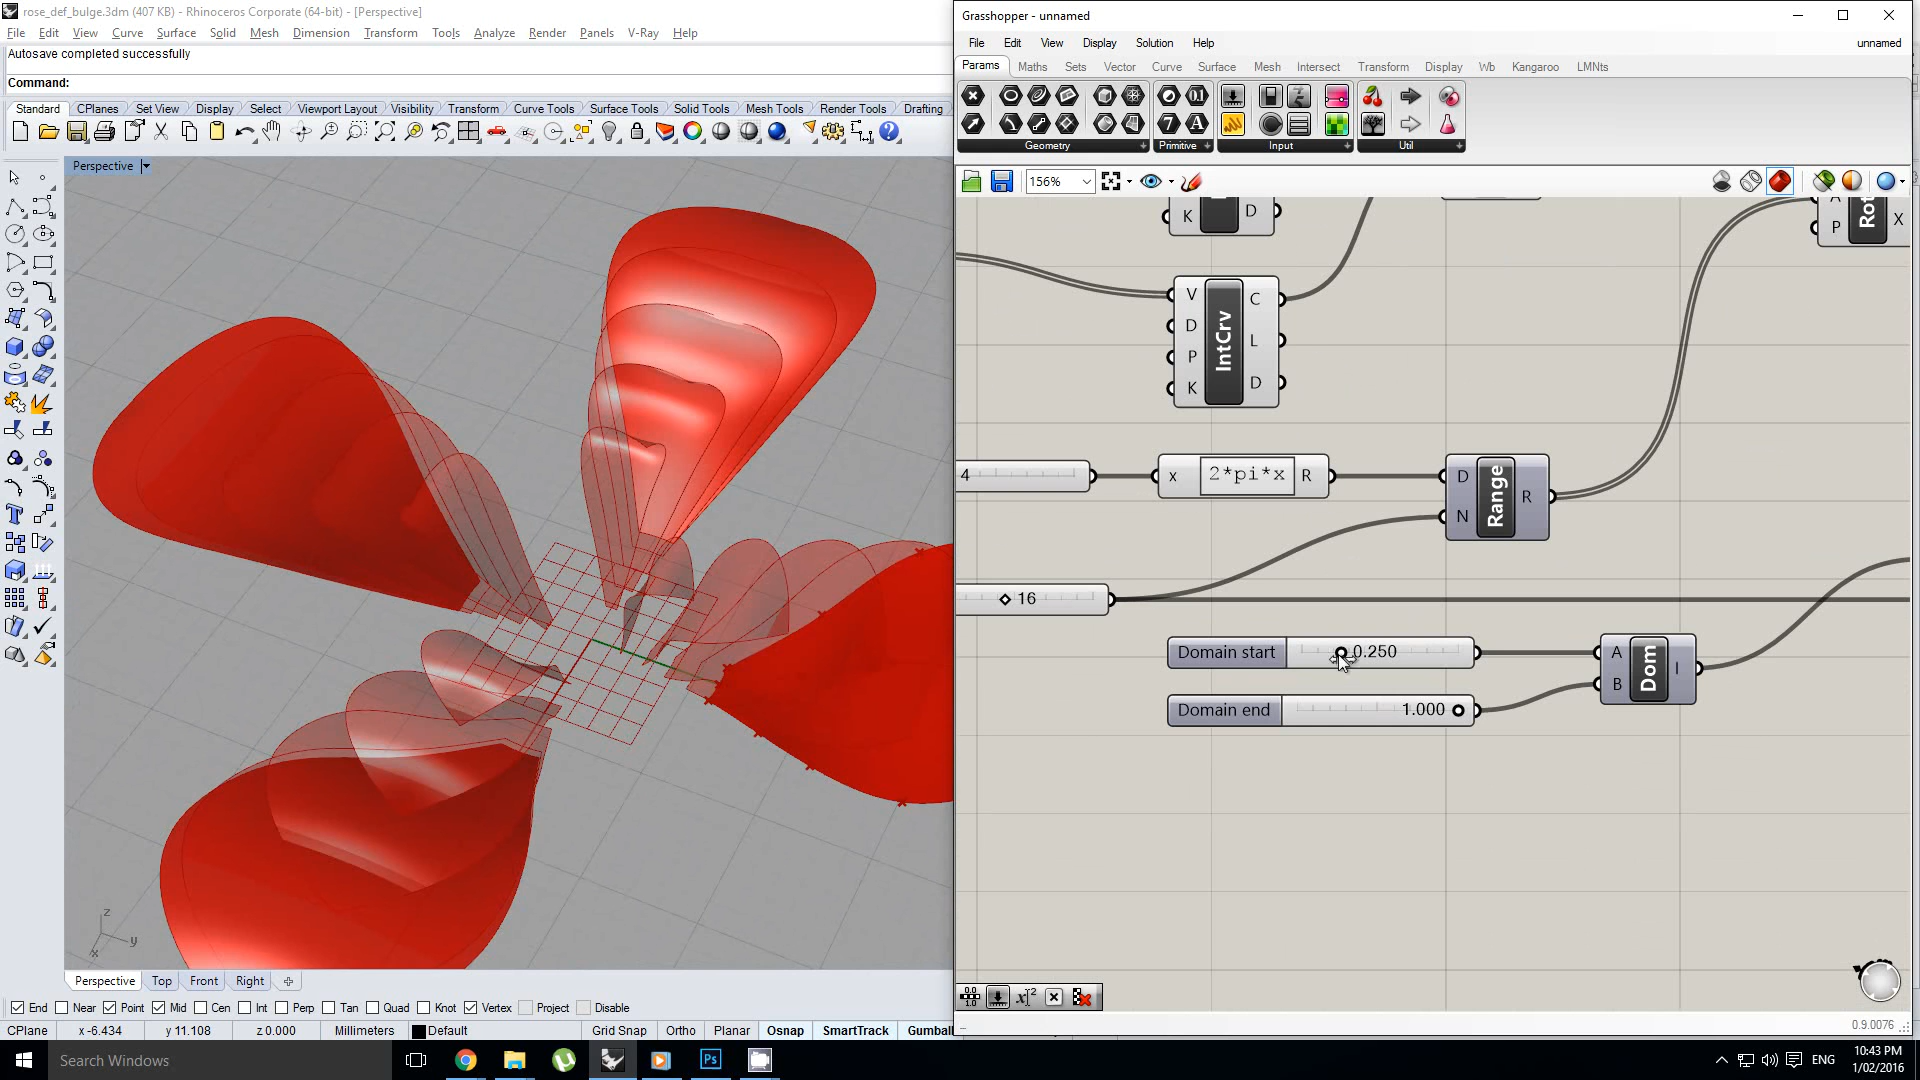 rose_def_bulge.3dm (407 KB) - Rhinoceros Corporate (64-bit) - [Perspective]
File Edit View Curve Surface Solid Mesh Dimension Transform Tools Analyze Render Panels V-Ray Help
Autosave completed successfully
Command:
Standard CPlanes Set View Display Select Viewport Layout Visibility Transform Curve Tools Surface Tools Solid Tools Mesh Tools Render Tools Drafting
Perspective
z
y
x
Perspective Top Front Right
End Near Point Mid Cen Int Perp Tan Quad Knot Vertex Project Disable
CPlane x -6.434 y 11.108 z 0.000 Millimeters Default Grid Snap Ortho Planar Osnap SmartTrack Gumball
Grasshopper - unnamed
File Edit View Display Solution Help unnamed
Params Maths Sets Vector Curve Surface Mesh Intersect Transform Display Wb Kangaroo LMNts
Geometry Primitive Input Util
156%
K D
A
P Rot X
V C
D L
P D
K
IntCrv
4 x 2*pi*x R D
N
Range R
16
Domain start 0.250 A
Domain end 1.000 B
Dom I
0.9.0076
Search Windows
Ps
ENG
10:43 PM
1/02/2016